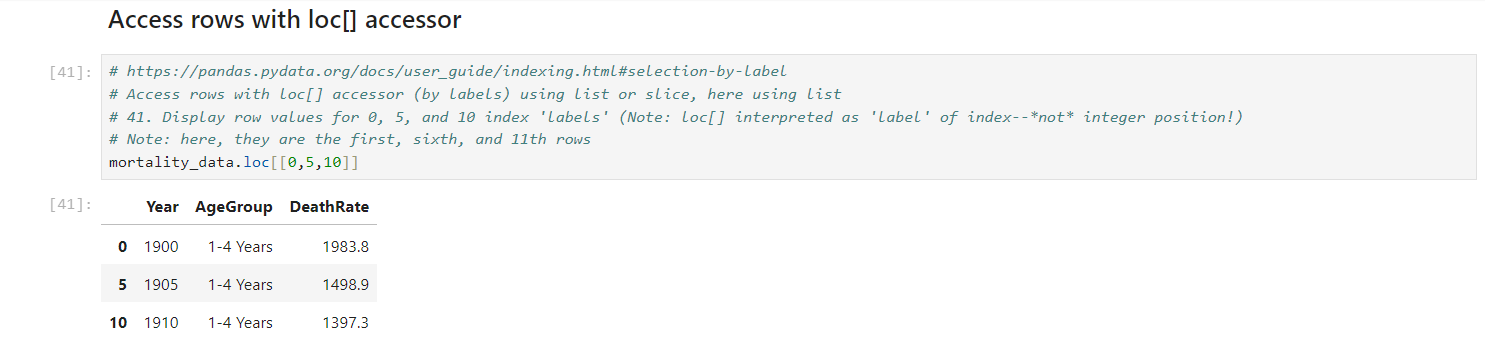 Access rows with loc[] accessor
[41]: # https://pandas.pydata.org/docs/user_guide/indexing.html#selection-by-label
# Access rows with loc[] accessor (by labels) using list or slice, here using list
# 41. Display row values for 0, 5, and 10 index 'labels' (Note: loc[] interpreted as 'label' of index--*not* integer position!)
# Note: here, they are the first, sixth, and 11th rows
mortality_data.loc[[0,5,10]]
[41]: Year AgeGroup DeathRate
0 1900 1-4 Years 1983.8
5 1905 1-4 Years 1498.9
10 1910 1-4 Years 1397.3